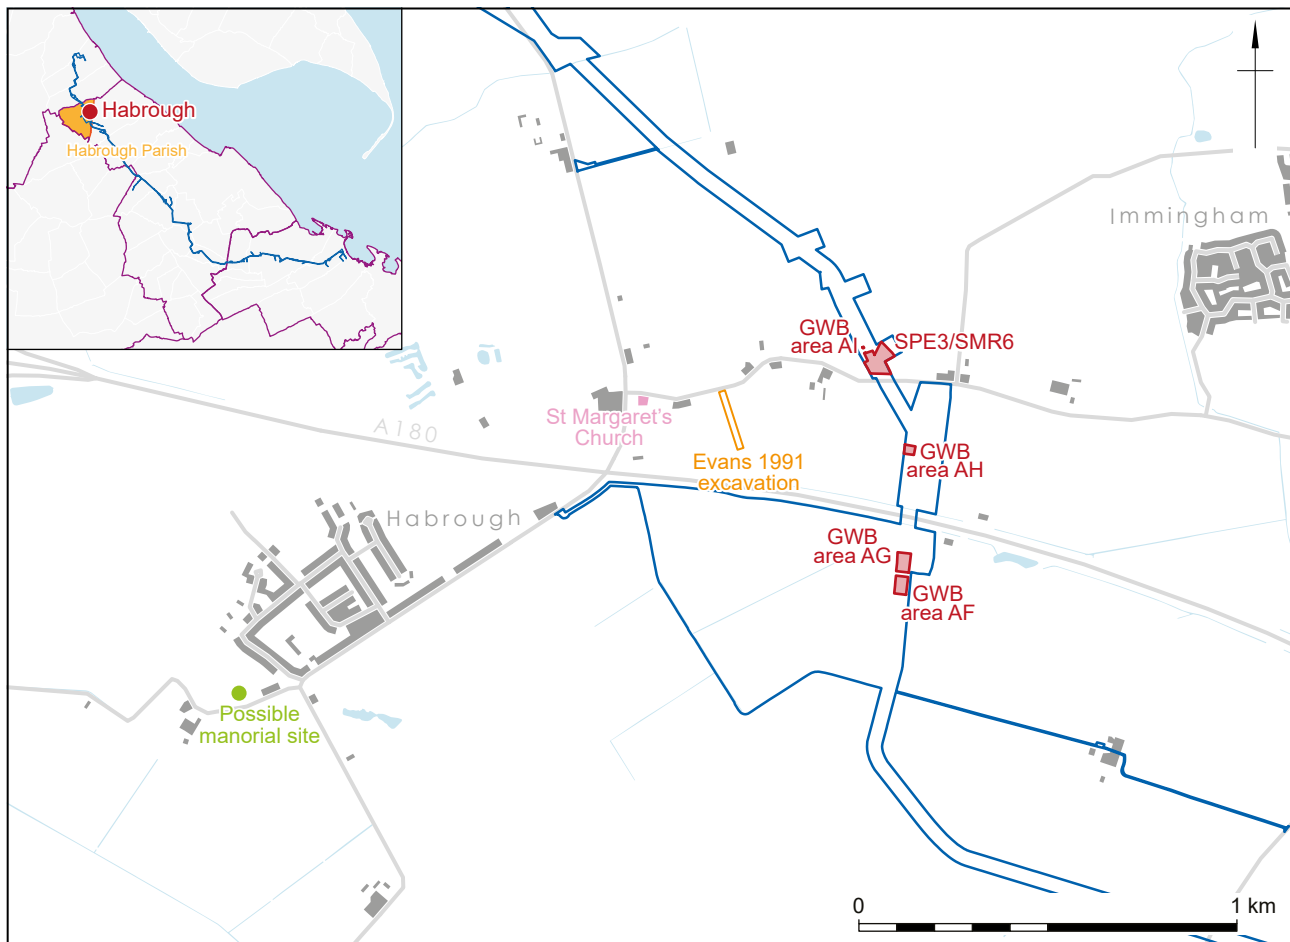 Habrough
Habrough Parish
Immingham
GWB
area AI
SPE3/SMR6
St Margaret's
Church
A180
Evans 1991
excavation
GWB
area AH
Habrough
GWB
area AG
GWB
area AF
Possible
manorial site
0
1 km